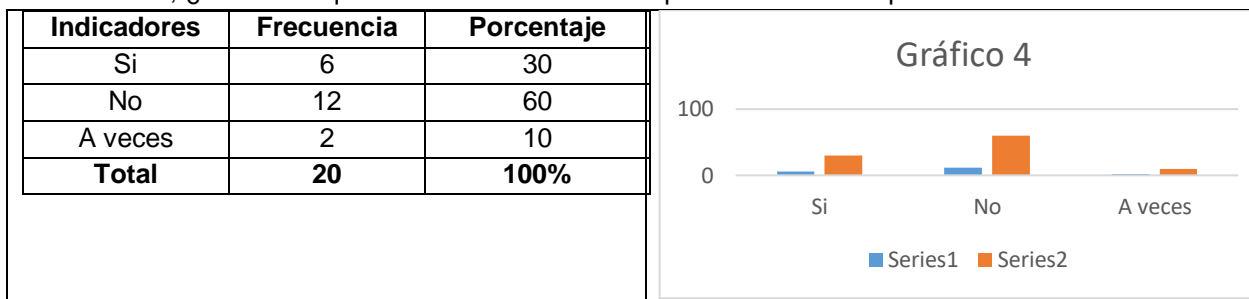 Indicadores Frecuencia Porcentaje
Si 6 30
No 12 60
A veces 2 10
Total 20 100%
Gráfico 4
100
0
Si No A veces
Series1 Series2